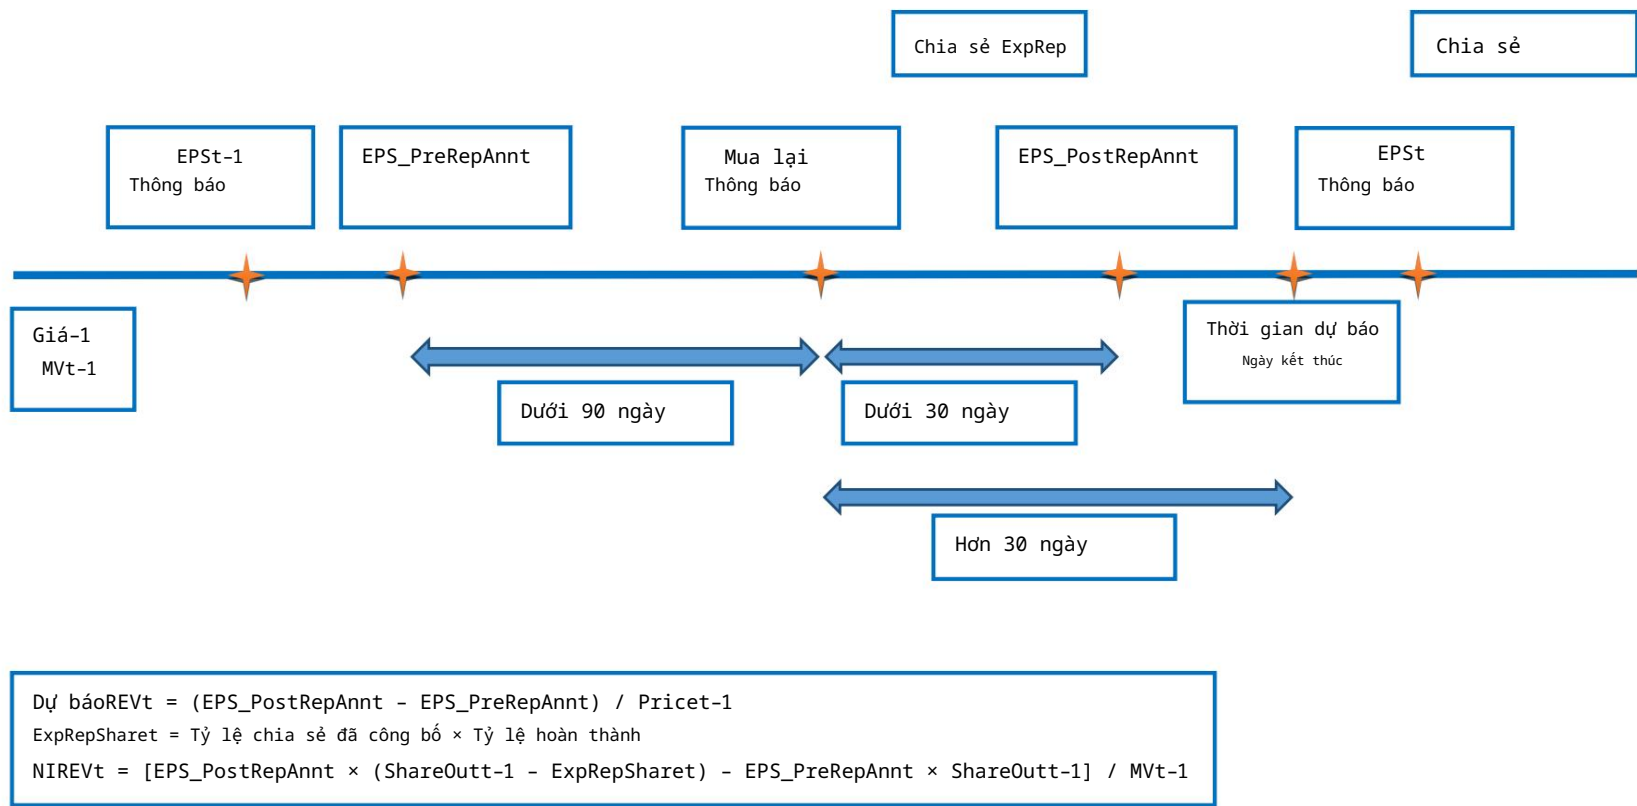 Chia sẻ ExpRep
Chia sẻ
EPSt-1
Thông báo
EPS_PreRepAnnt
Mua lại
Thông báo
EPS_PostRepAnnt
EPSt
Thông báo
Giá-1
MVt-1
Thời gian dự báo
Ngày kết thúc
Dưới 90 ngày
Dưới 30 ngày
Hơn 30 ngày
Dự báoREVt = (EPS_PostRepAnnt – EPS_PreRepAnnt) / Pricet-1
ExpRepSharet = Tỷ lệ chia sẻ đã công bố × Tỷ lệ hoàn thành
NIREVt = [EPS_PostRepAnnt × (ShareOutt-1 – ExpRepSharet) – EPS_PreRepAnnt × ShareOutt-1] / MVt-1